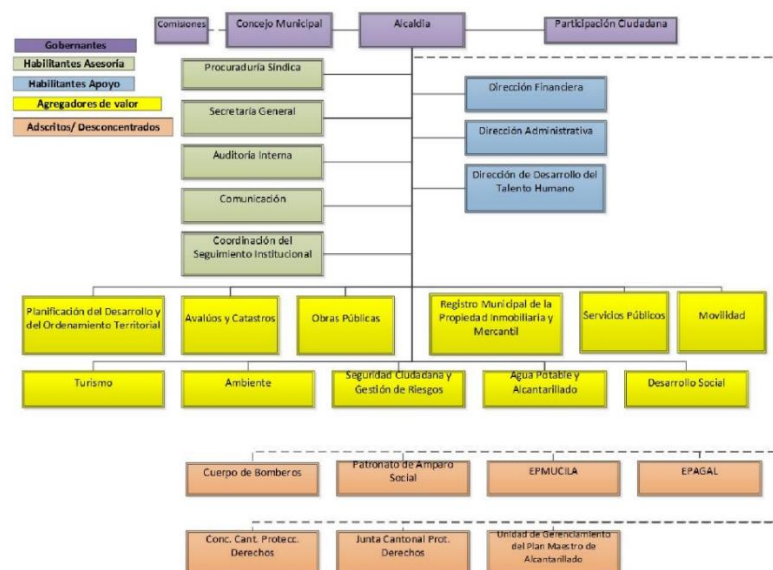 Comisiones
Concejo Municipal
Alcaldia
Participación Ciudadana
Gobernantes
Habilitantes Asesoría
Habilitantes Apoyo
Agregadores de valor
Adscritos/ Desconcentrados
Procuraduría Síndica
Secretaría General
Auditoria Interna
Comunicación
Coordinación del
Seguimiento Institucional
Dirección Financiera
Dirección Administrativa
Dirección de Desarrollo del
Talento Humano
Planificación del Desarrollo y
del Ordenamiento Territorial
Avalúos y Catastros
Obras Públicas
Registro Municipal de la
Propiedad Inmobiliaria y
Mercantil
Servicios Públicos
Movilidad
Turismo
Ambiente
Seguridad Ciudadana y
Gestión de Riesgos
Agua Potable y
Alcantarillado
Desarrollo Social
Cuerpo de Bomberos
Patronato de Amparo
Social
EPMUCILA
EPAGAL
Conc. Cant. Protecc.
Derechos
Junta Cantonal Prot.
Derechos
Unidad de Gerenciamiento
del Plan Maestro de
Alcantarillado